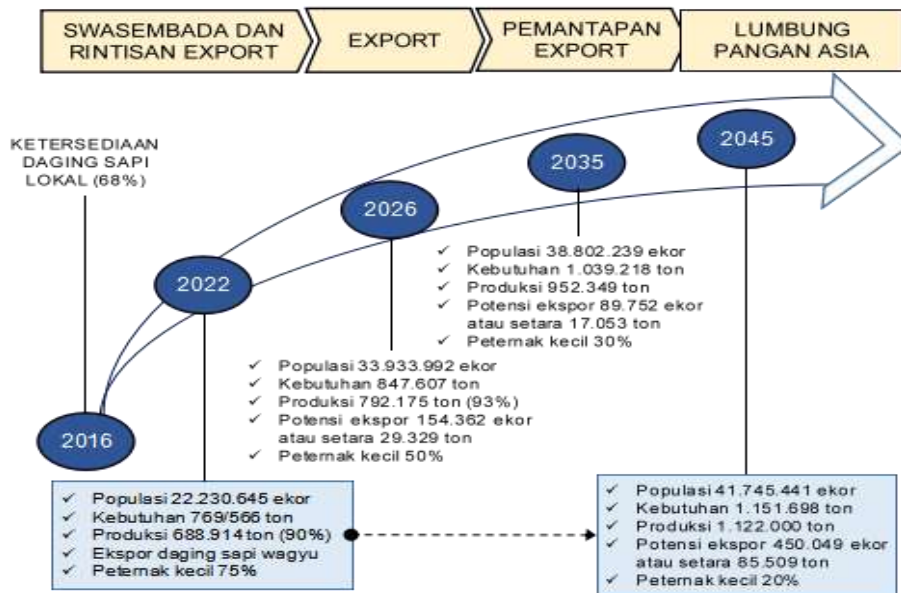 SWASEMBADA DAN
RINTISAN EXPORT
EXPORT
PEMANTAPAN
EXPORT
LUMBUNG
PANGAN ASIA
KETERSEDIAAN
DAGING SAPI
LOKAL (68%)
2016
2022
2026
2035
2045
✓ Populasi 38.802.239 ekor
✓ Kebutuhan 1.039.218 ton
✓ Produksi 952.349 ton
✓ Potensi ekspor 89.752 ekor
atau setara 17.053 ton
✓ Peternak kecil 30%
✓ Populasi 33.933.992 ekor
✓ Kebutuhan 847.607 ton
✓ Produksi 792.175 ton (93%)
✓ Potensi ekspor 154.362 ekor
atau setara 29.329 ton
✓ Peternak kecil 50%
✓ Populasi 22.230.645 ekor
✓ Kebutuhan 769/566 ton
✓ Produksi 688.914 ton (90%)
✓ Ekspor daging sapi wagyu
✓ Peternak kecil 75%
✓ Populasi 41.745.441 ekor
✓ Kebutuhan 1.151.698 ton
✓ Produksi 1.122.000 ton
✓ Potensi ekspor 450.049 ekor
atau setara 85.509 ton
✓ Peternak kecil 20%